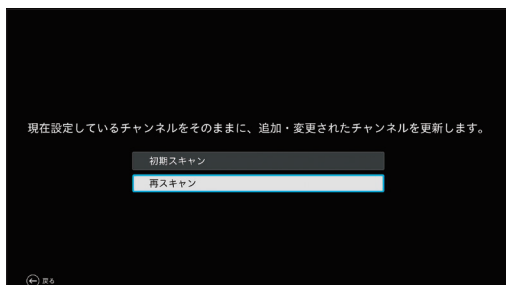 現在設定しているチャンネルをそのままに、追加・変更されたチャンネルを更新します。
初期スキャン
再スキャン
戻る